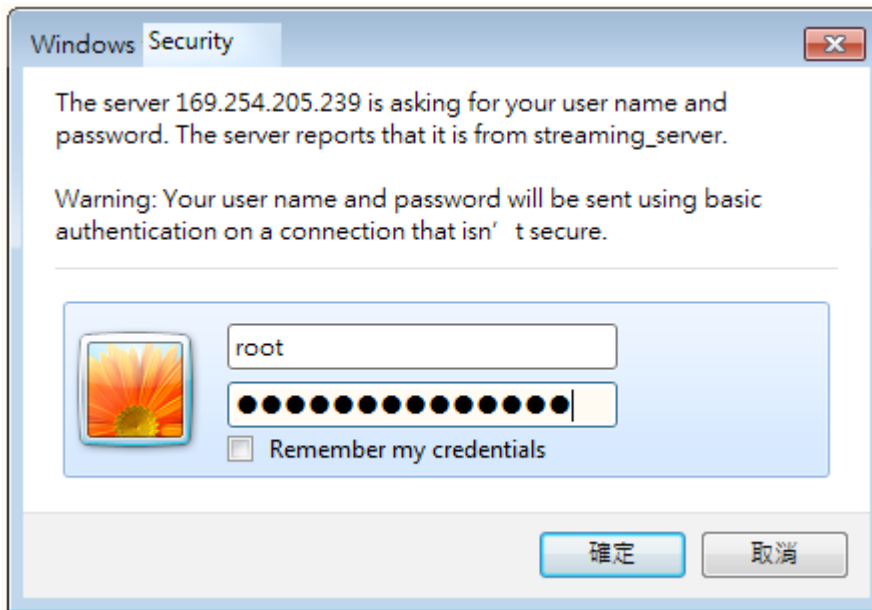 Windows Security
The server 169.254.205.239 is asking for your user name and
password. The server reports that it is from streaming_server.
Warning: Your user name and password will be sent using basic
authentication on a connection that isn’ t secure.
root
●●●●●●●●●●●●●●
Remember my credentials
確定
取消